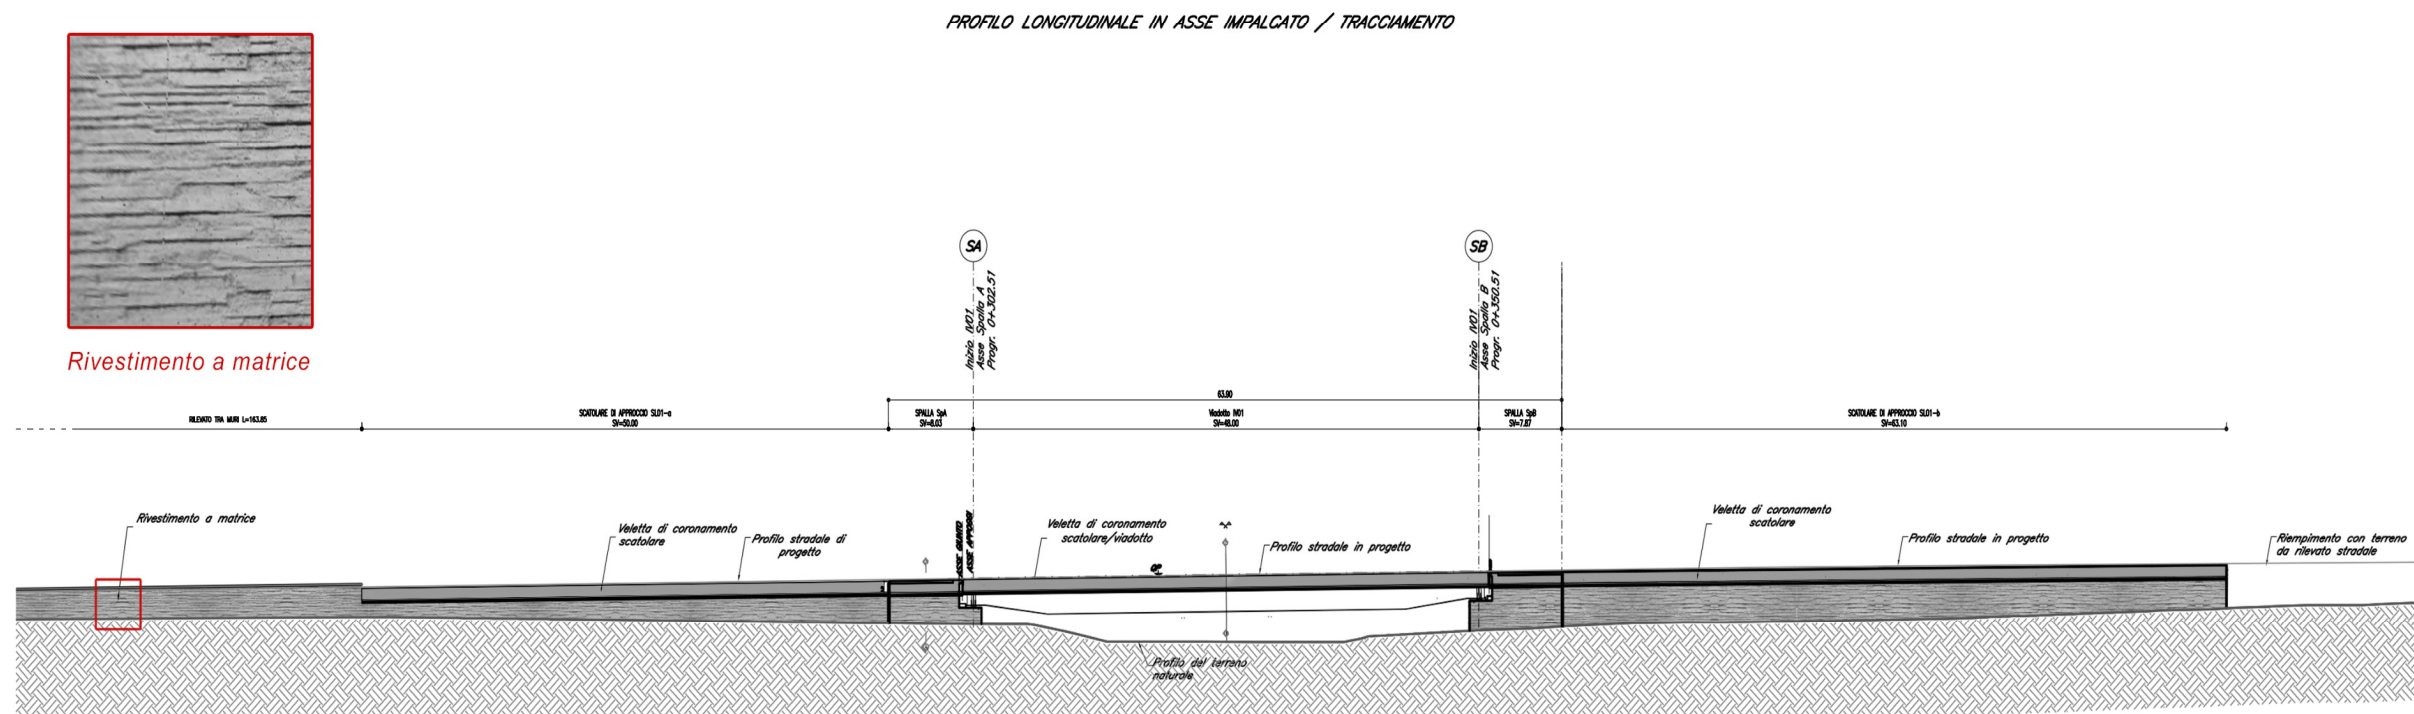 PROFILO LONGITUDINALE IN ASSE IMPALCATO / TRACCIAMENTO
Rivestimento a matrice
SA
Inizio IV01
Asse Spalla A
Progr. 0+302.51
SB
Inizio IV01
Asse Spalla B
Progr. 0+350.51
63.90
RILEVATO TRA MURI L=163.85
SCATOLARE DI APPROCCIO SL01-a
SV=50.00
SPALLA SpA
SV=8.03
Viadotto IV01
SV=48.00
SPALLA SpB
SV=7.87
SCATOLARE DI APPROCCIO SL01-b
SV=63.10
Rivestimento a matrice
Veletta di coronamento
scatolare
Profilo stradale di
progetto
ASSE GIUNTO
ASSE APPOGGI
Veletta di coronamento
scatolare/viadotto
QP
Profilo stradale in progetto
Veletta di coronamento
scatolare
Profilo stradale in progetto
Riempimento con terreno
da rilevato stradale
Profilo del terreno
naturale